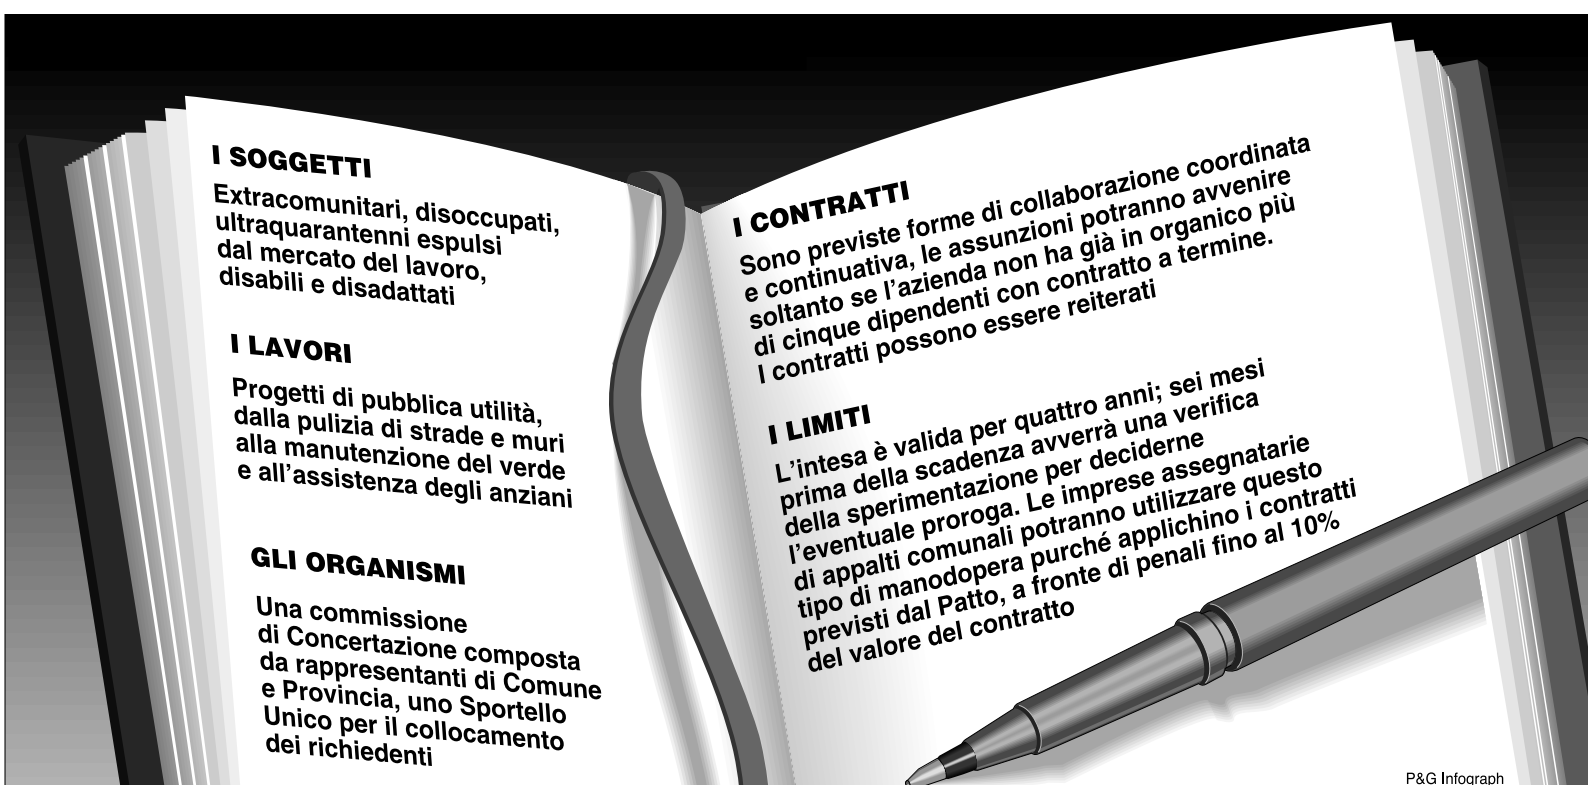 I SOGGETTI
Extracomunitari, disoccupati,
ultraquarantenni espulsi
dal mercato del lavoro,
disabili e disadattati
I LAVORI
Progetti di pubblica utilità,
dalla pulizia di strade e muri
alla manutenzione del verde
e all'assistenza degli anziani
GLI ORGANISMI
Una commissione
di Concertazione composta
da rappresentanti di Comune
e Provincia, uno Sportello
Unico per il collocamento
dei richiedenti
I CONTRATTI
Sono previste forme di collaborazione coordinata
e continuativa, le assunzioni potranno avvenire
soltanto se l'azienda non ha già in organico più
di cinque dipendenti con contratto a termine.
I contratti possono essere reiterati
I LIMITI
L'intesa è valida per quattro anni; sei mesi
prima della scadenza avverrà una verifica
della sperimentazione per deciderne
l'eventuale proroga. Le imprese assegnatarie
di appalti comunali potranno utilizzare questo
tipo di manodopera purché applichino i contratti
previsti dal Patto, a fronte di penali fino al 10%
del valore del contratto
P&G Infograph